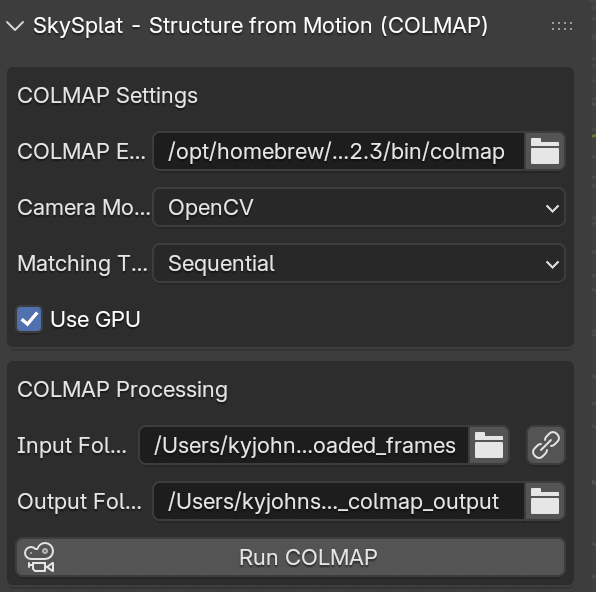 SkySplat - Structure from Motion (COLMAP)
COLMAP Settings
COLMAP E... /opt/homebrew/...2.3/bin/colmap
Camera Mo... OpenCV
Matching T... Sequential
Use GPU
COLMAP Processing
Input Fol... /Users/kyjohn...oaded_frames
Output Fol... /Users/kyjohns..._colmap_output
Run COLMAP